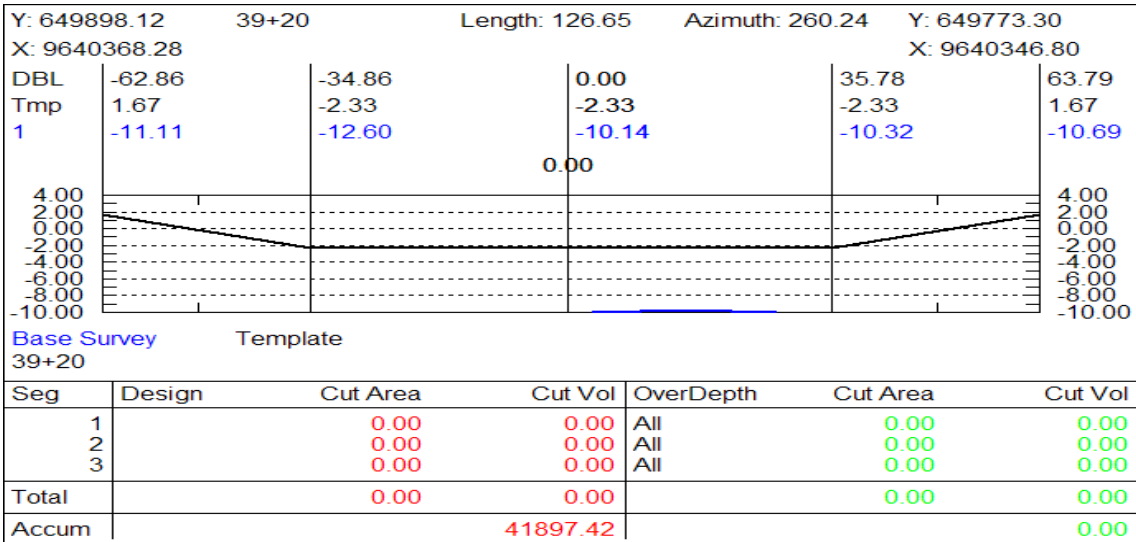 Y: 649898.12 39+20 Length: 126.65 Azimuth: 260.24 Y: 649773.30
X: 9640368.28 X: 9640346.80
DBL -62.86 -34.86 0.00 35.78 63.79
Tmp 1.67 -2.33 -2.33 -2.33 1.67
1 -11.11 -12.60 -10.14 -10.32 -10.69
0.00
4.00 4.00
2.00 2.00
0.00 0.00
-2.00 -2.00
-4.00 -4.00
-6.00 -6.00
-8.00 -8.00
-10.00 -10.00
Base Survey Template
39+20
Seg Design Cut Area Cut Vol OverDepth Cut Area Cut Vol
1 0.00 0.00 All 0.00 0.00
2 0.00 0.00 All 0.00 0.00
3 0.00 0.00 All 0.00 0.00
Total 0.00 0.00 0.00 0.00
Accum 41897.42 0.00